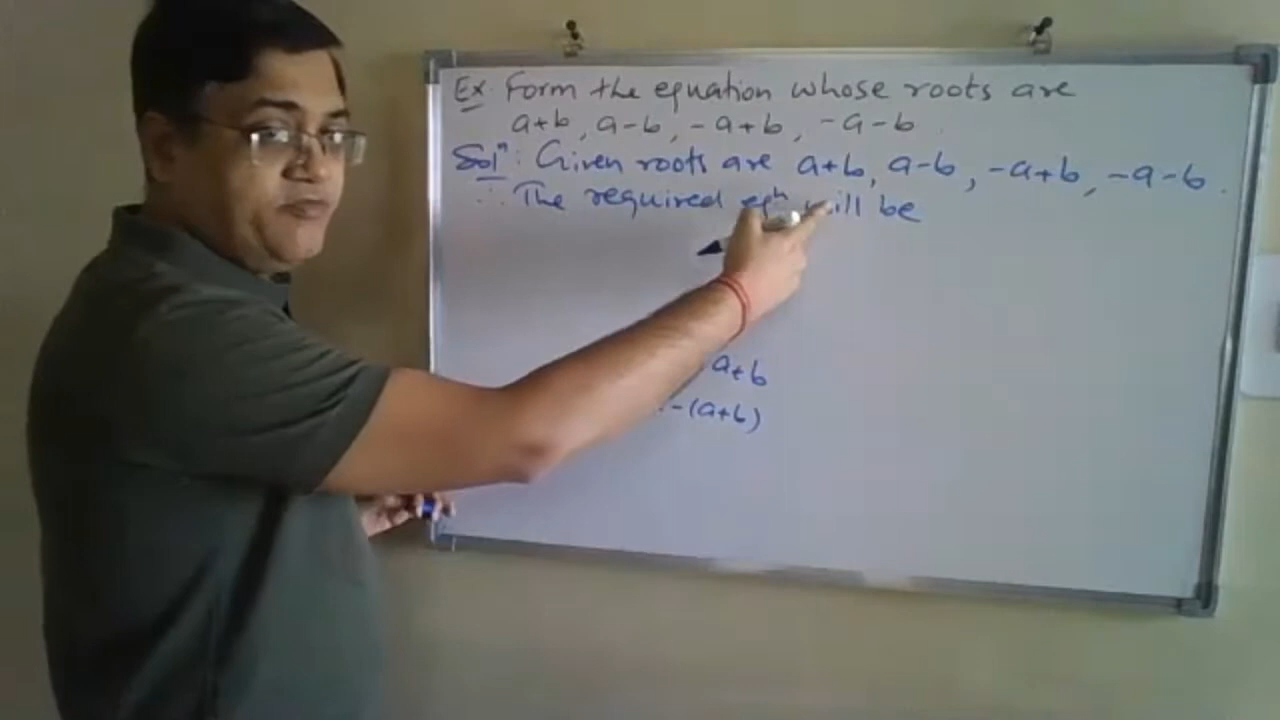 Ex. Form the equation whose roots are
a+b, a-b, -a+b, -a-b.
Solⁿ: Given roots are a+b, a-b, -a+b, -a-b.
∴ The required eqⁿ will be
a+b
-(a+b)